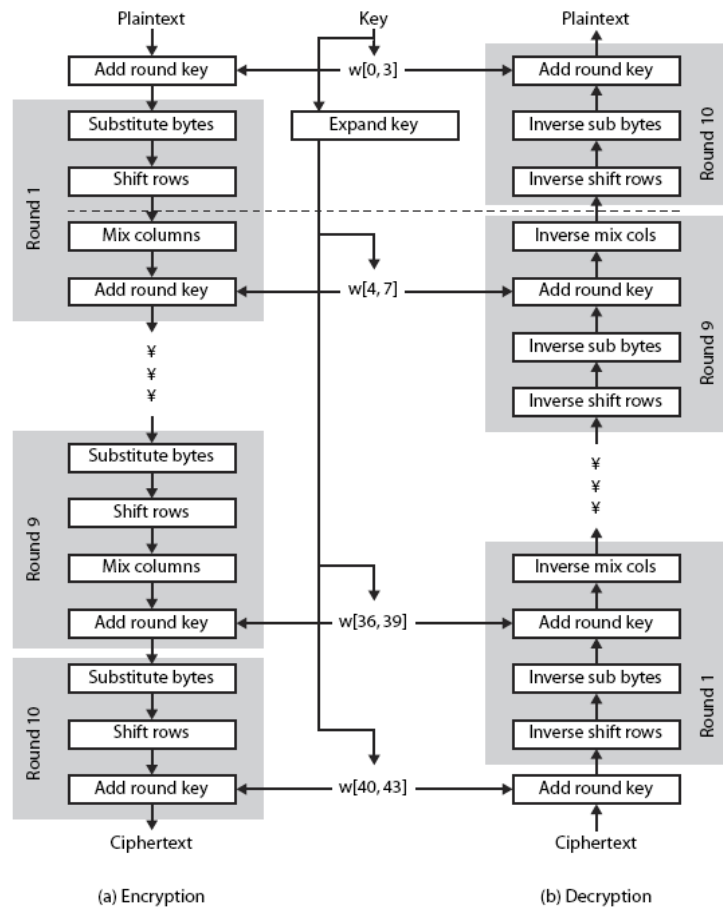 Plaintext
Add round key
Round 1
Substitute bytes
Shift rows
Mix columns
Add round key
¥
¥
¥
Round 9
Substitute bytes
Shift rows
Mix columns
Add round key
Round 10
Substitute bytes
Shift rows
Add round key
Ciphertext
(a) Encryption
Key
w[0, 3]
Expand key
w[4, 7]
w[36, 39]
w[40, 43]
Plaintext
Add round key
Inverse sub bytes
Inverse shift rows
Round 10
Inverse mix cols
Add round key
Inverse sub bytes
Inverse shift rows
Round 9
¥
¥
¥
Inverse mix cols
Add round key
Inverse sub bytes
Inverse shift rows
Round 1
Add round key
Ciphertext
(b) Decryption